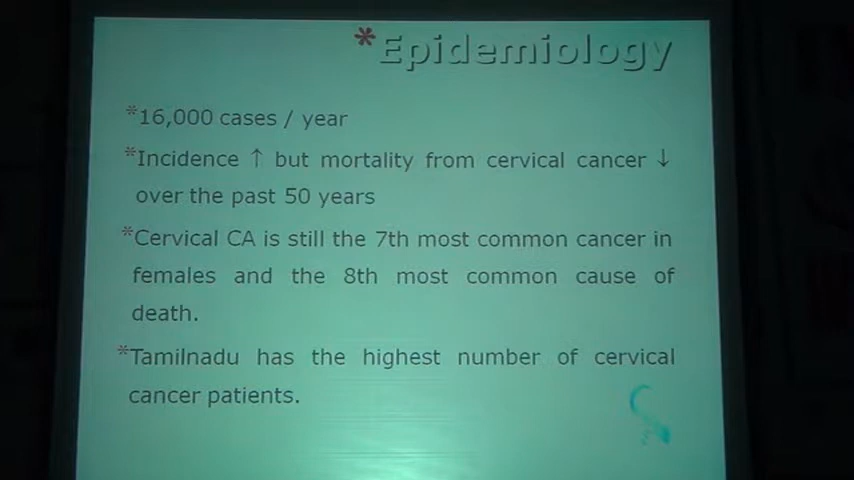 *Epidemiology
*16,000 cases / year
*Incidence ↑ but mortality from cervical cancer ↓
over the past 50 years
*Cervical CA is still the 7th most common cancer in
females and the 8th most common cause of
death.
*Tamilnadu has the highest number of cervical
cancer patients.